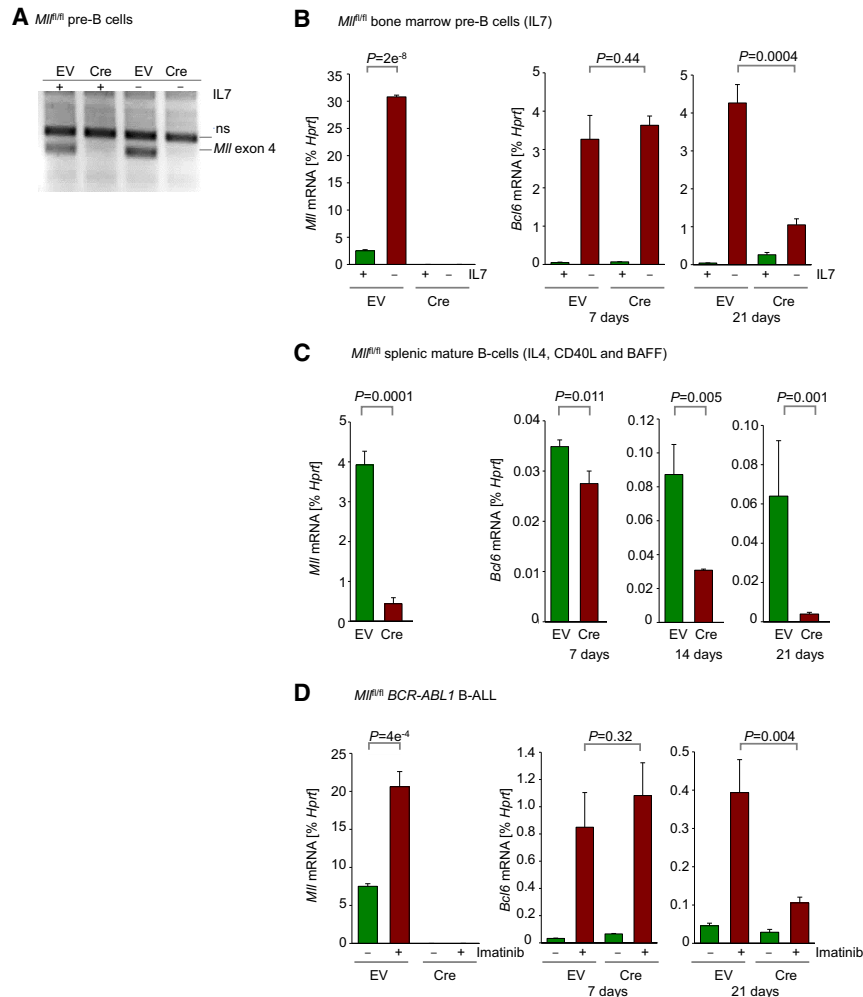 A Mll^fl/fl pre-B cells
EV Cre EV Cre
+ + – – IL7
ns
Mll exon 4
B Mll^fl/fl bone marrow pre-B cells (IL7)
P=2e^-8
Mll mRNA [% Hprt]
35
30
25
20
15
10
5
0
+ – + – IL7
EV Cre
P=0.44
Bcl6 mRNA [% Hprt]
5
4
3
2
1
0
+ – + –
EV Cre
7 days
P=0.0004
5
4
3
2
1
0
+ – + – IL7
EV Cre
21 days
C Mll^fl/fl splenic mature B-cells (IL4, CD40L and BAFF)
P=0.0001
Mll mRNA [% Hprt]
5
4
3
2
1
0
EV Cre
P=0.011
Bcl6 mRNA [% Hprt]
0.04
0.03
0.02
0.01
0
EV Cre
7 days
P=0.005
0.12
0.10
0.08
0.06
0.04
0.02
0
EV Cre
14 days
P=0.001
0.10
0.08
0.06
0.04
0.02
0
EV Cre
21 days
D Mll^fl/fl BCR-ABL1 B-ALL
P=4e^-4
Mll mRNA [% Hprt]
25
20
15
10
5
0
– + – + Imatinib
EV Cre
P=0.32
Bcl6 mRNA [% Hprt]
1.4
1.2
1.0
0.8
0.6
0.4
0.2
0
– + – +
EV Cre
7 days
P=0.004
0.5
0.4
0.3
0.2
0.1
0
– + – + Imatinib
EV Cre
21 days